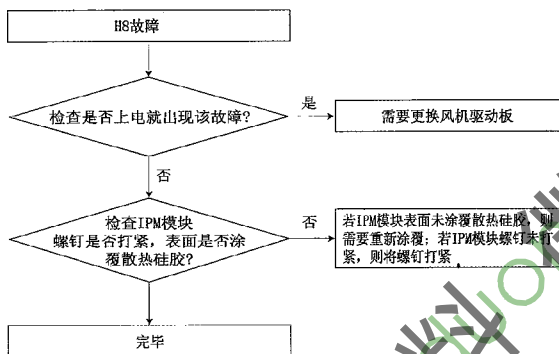 H8故障
检查是否上电就出现该故障？
是
需要更换风机驱动板
否
检查IPM模块
螺钉是否打紧，表面是否涂
覆散热硅胶？
否
若IPM模块表面未涂覆散热硅胶，则
需要重新涂覆；若IPM模块螺钉未打
紧，则将螺钉打紧
完毕